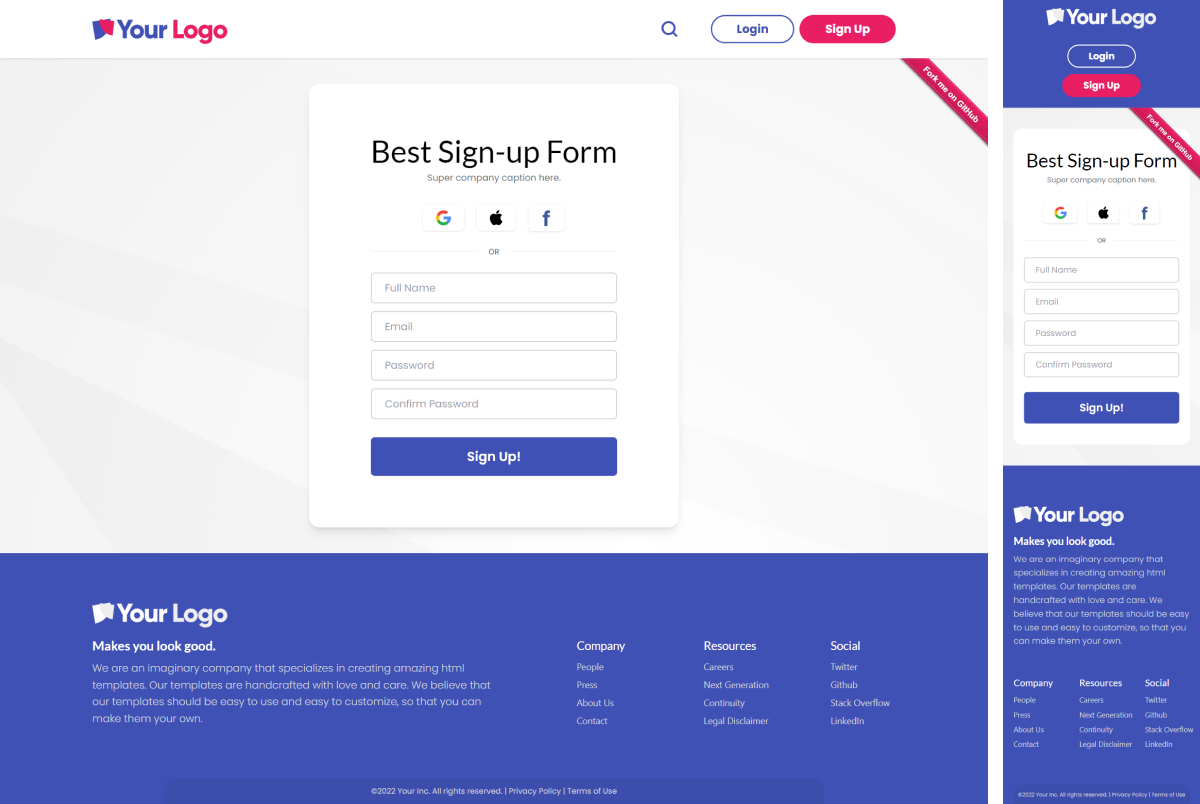 Your Logo
Login
Sign Up
Fork me on GitHub
Best Sign-up Form
Super company caption here.
OR
Full Name
Email
Password
Confirm Password
Sign Up!
Your Logo
Makes you look good.
We are an imaginary company that specializes in creating amazing html
templates. Our templates are handcrafted with love and care. We believe that
our templates should be easy to use and easy to customize, so that you can
make them your own.
Company
People
Press
About Us
Contact
Resources
Careers
Next Generation
Continuity
Legal Disclaimer
Social
Twitter
Github
Stack Overflow
LinkedIn
©2022 Your Inc. All rights reserved. | Privacy Policy | Terms of Use
Your Logo
Login
Sign Up
Fork me on GitHub
Best Sign-up Form
Super company caption here.
OR
Full Name
Email
Password
Confirm Password
Sign Up!
Your Logo
Makes you look good.
We are an imaginary company that
specializes in creating amazing html
templates. Our templates are
handcrafted with love and care. We
believe that our templates should be easy
to use and easy to customize, so that you
can make them your own.
Company
People
Press
About Us
Contact
Resources
Careers
Next Generation
Continuity
Legal Disclaimer
Social
Twitter
Github
Stack Overflow
LinkedIn
©2022 Your Inc. All rights reserved. | Privacy Policy | Terms of Use